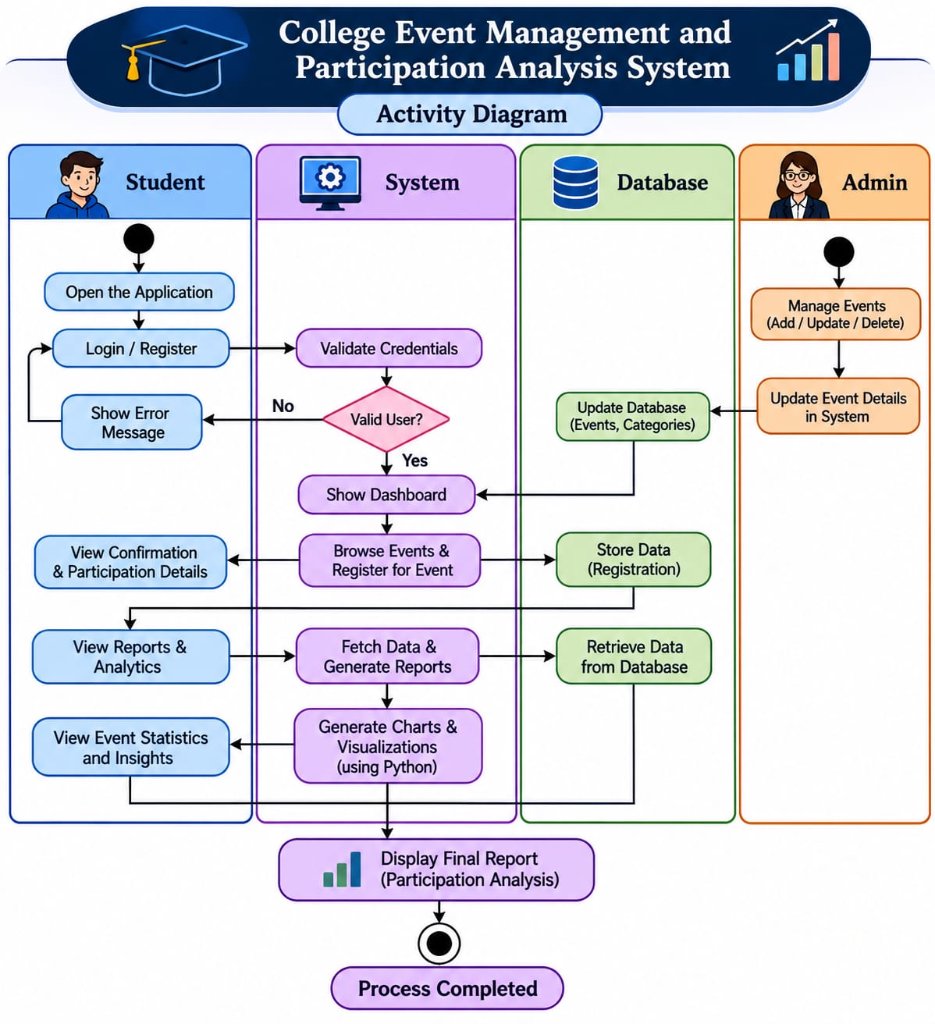 College Event Management and
Participation Analysis System
Activity Diagram
Student
System
Database
Admin
Open the Application
Manage Events
(Add / Update / Delete)
Login / Register
Validate Credentials
Show Error
Message
No
Valid User?
Update Database
(Events, Categories)
Update Event Details
in System
Yes
Show Dashboard
View Confirmation
& Participation Details
Browse Events &
Register for Event
Store Data
(Registration)
View Reports &
Analytics
Fetch Data &
Generate Reports
Retrieve Data
from Database
View Event Statistics
and Insights
Generate Charts &
Visualizations
(using Python)
Display Final Report
(Participation Analysis)
Process Completed